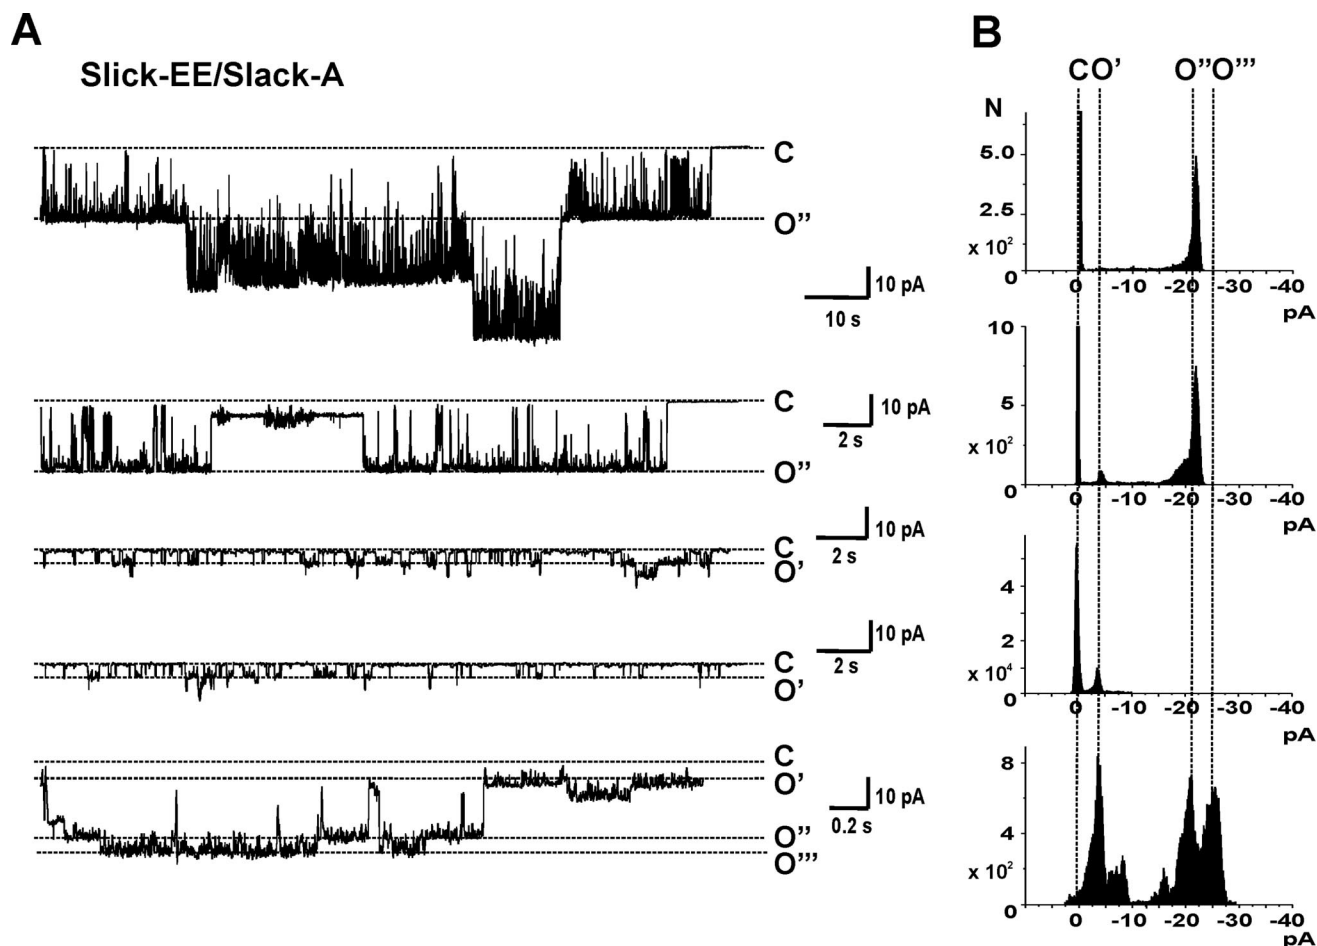 A
B
Slick-EE/Slack-A
C
O''
10 pA
10 s
C
O''
10 pA
2 s
C
O'
10 pA
2 s
C
O'
10 pA
2 s
C
O'
O''
O'''
10 pA
0.2 s
C O' O'' O'''
N
5.0
2.5
x 10²
0
0 -10 -20 -30 -40
pA
10
5
x 10²
0
0 -10 -20 -30 -40
pA
4
2
x 10⁴
0
0 -10 -20 -30 -40
pA
8
4
x 10²
0
0 -10 -20 -30 -40
pA